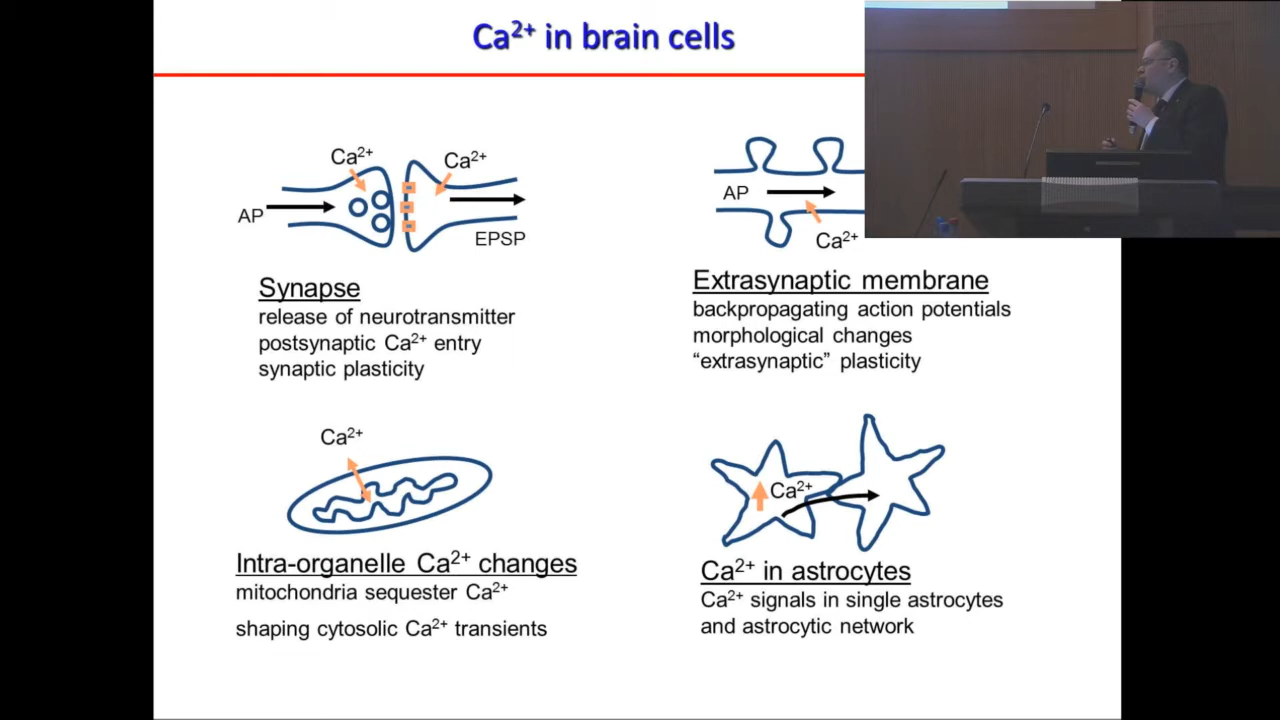 Ca²⁺ in brain cells
Ca²⁺
Ca²⁺
AP
EPSP
Synapse
release of neurotransmitter
postsynaptic Ca²⁺ entry
synaptic plasticity
AP
Ca²⁺
Extrasynaptic membrane
backpropagating action potentials
morphological changes
“extrasynaptic” plasticity
Ca²⁺
Intra-organelle Ca²⁺ changes
mitochondria sequester Ca²⁺
shaping cytosolic Ca²⁺ transients
Ca²⁺
Ca²⁺ in astrocytes
Ca²⁺ signals in single astrocytes
and astrocytic network